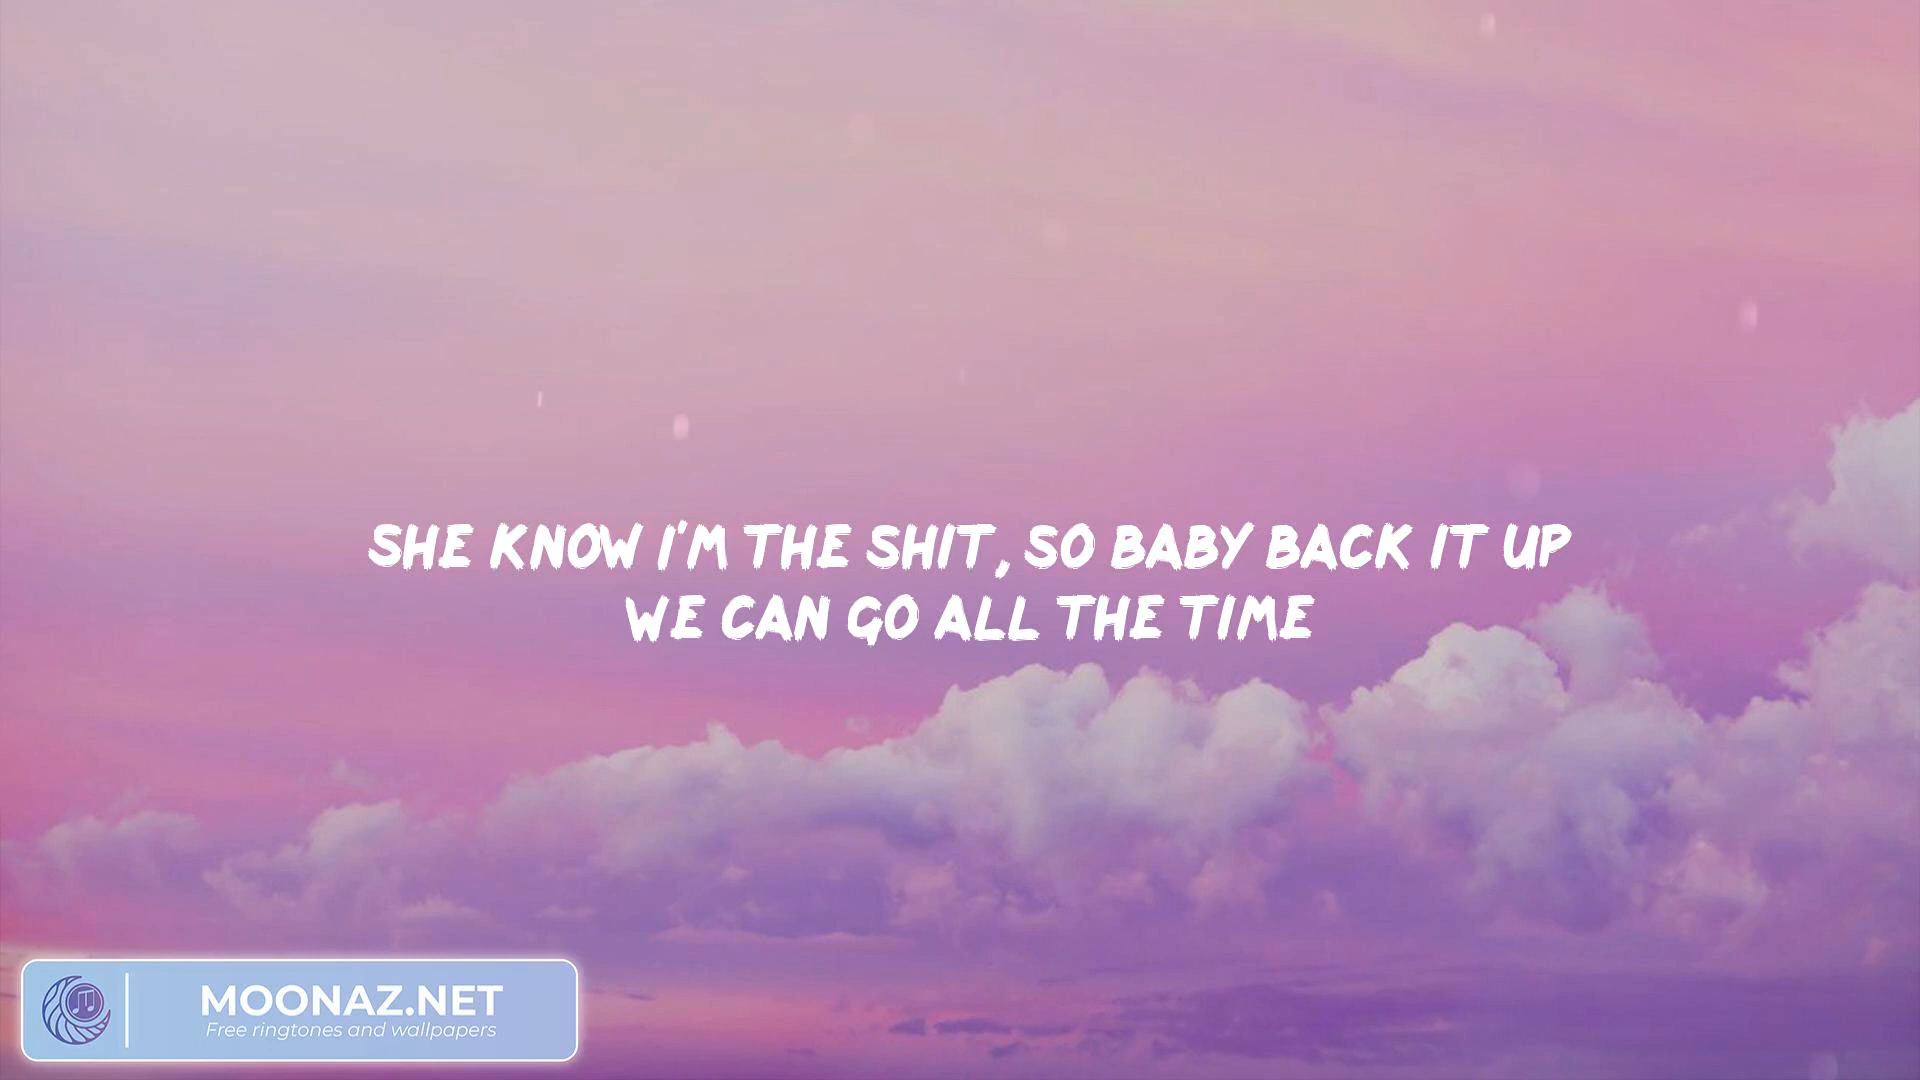 SHE KNOW I'M THE SHIT, SO BABY BACK IT UP
WE CAN GO ALL THE TIME
MOONAZ.NET
Free ringtones and wallpapers